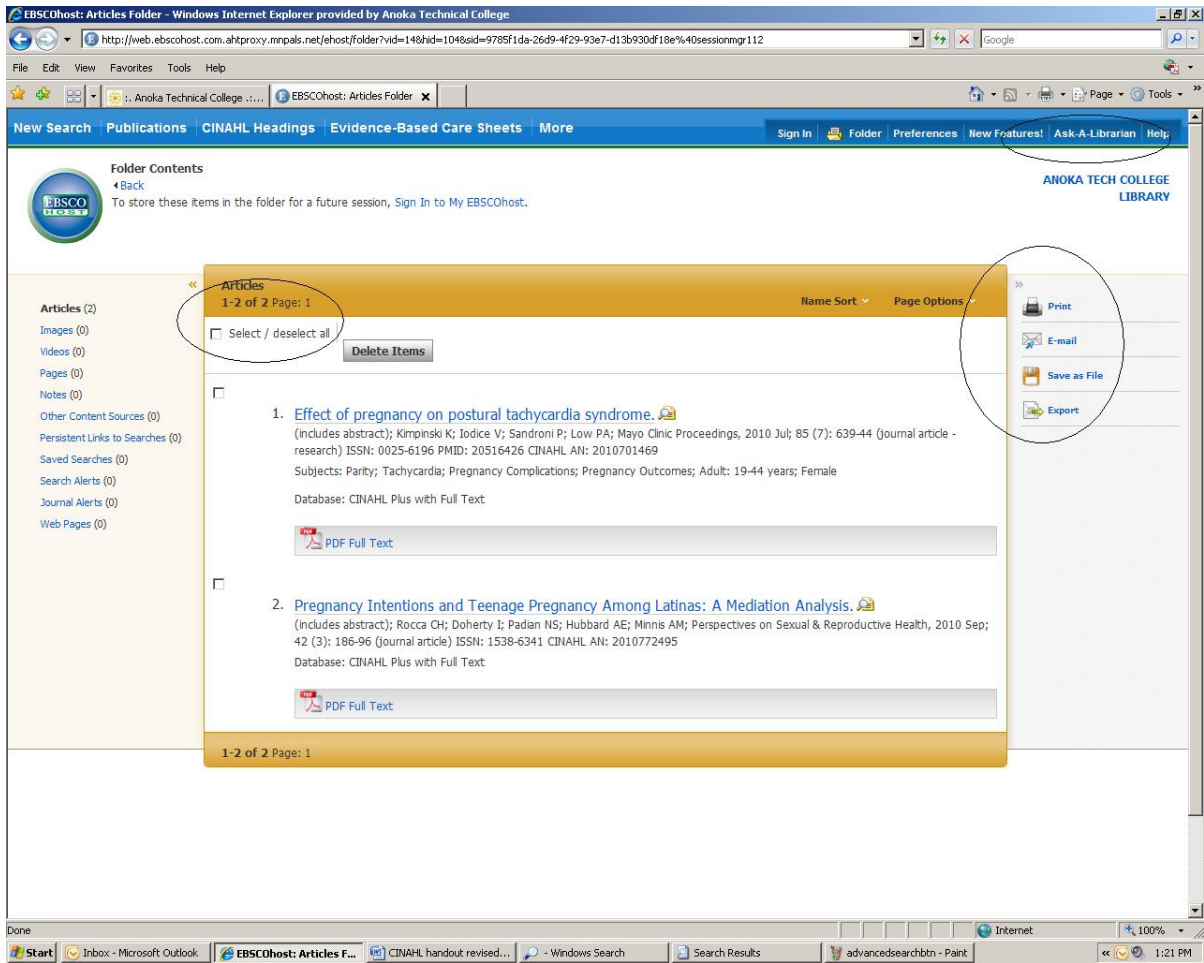 EBSCOhost: Articles Folder - Windows Internet Explorer provided by Anoka Technical College
http://web.ebscohost.com.ahtproxy.mnpals.net/ehost/folder?vid=14&hid=104&sid=9785f1da-26d9-4f29-93e7-d13b930df18e%40sessionmgr112
Google
File Edit View Favorites Tools Help
:. Anoka Technical College .:... EBSCOhost: Articles Folder
Page Tools
New Search Publications CINAHL Headings Evidence-Based Care Sheets More
Sign In Folder Preferences New Features! Ask-A-Librarian Help
EBSCO
HOST
Folder Contents
Back
To store these items in the folder for a future session, Sign In to My EBSCOhost.
ANOKA TECH COLLEGE
LIBRARY
Articles (2)
Images (0)
Videos (0)
Pages (0)
Notes (0)
Other Content Sources (0)
Persistent Links to Searches (0)
Saved Searches (0)
Search Alerts (0)
Journal Alerts (0)
Web Pages (0)
Articles
1-2 of 2 Page: 1
Name Sort Page Options
Select / deselect all
Delete Items
1. Effect of pregnancy on postural tachycardia syndrome.
(includes abstract); Kimpinski K; Iodice V; Sandroni P; Low PA; Mayo Clinic Proceedings, 2010 Jul; 85 (7): 639-44 (journal article -
research) ISSN: 0025-6196 PMID: 20516426 CINAHL AN: 2010701469
Subjects: Parity; Tachycardia; Pregnancy Complications; Pregnancy Outcomes; Adult: 19-44 years; Female
Database: CINAHL Plus with Full Text
PDF Full Text
2. Pregnancy Intentions and Teenage Pregnancy Among Latinas: A Mediation Analysis.
(includes abstract); Rocca CH; Doherty I; Padian NS; Hubbard AE; Minnis AM; Perspectives on Sexual & Reproductive Health, 2010 Sep;
42 (3): 186-96 (journal article) ISSN: 1538-6341 CINAHL AN: 2010772495
Database: CINAHL Plus with Full Text
PDF Full Text
1-2 of 2 Page: 1
Print
E-mail
Save as File
Export
Done
Internet
100%
Start
Inbox - Microsoft Outlook
EBSCOhost: Articles F...
CINAHL handout revised...
- Windows Search
Search Results
advancedsearchbtn - Paint
1:21 PM